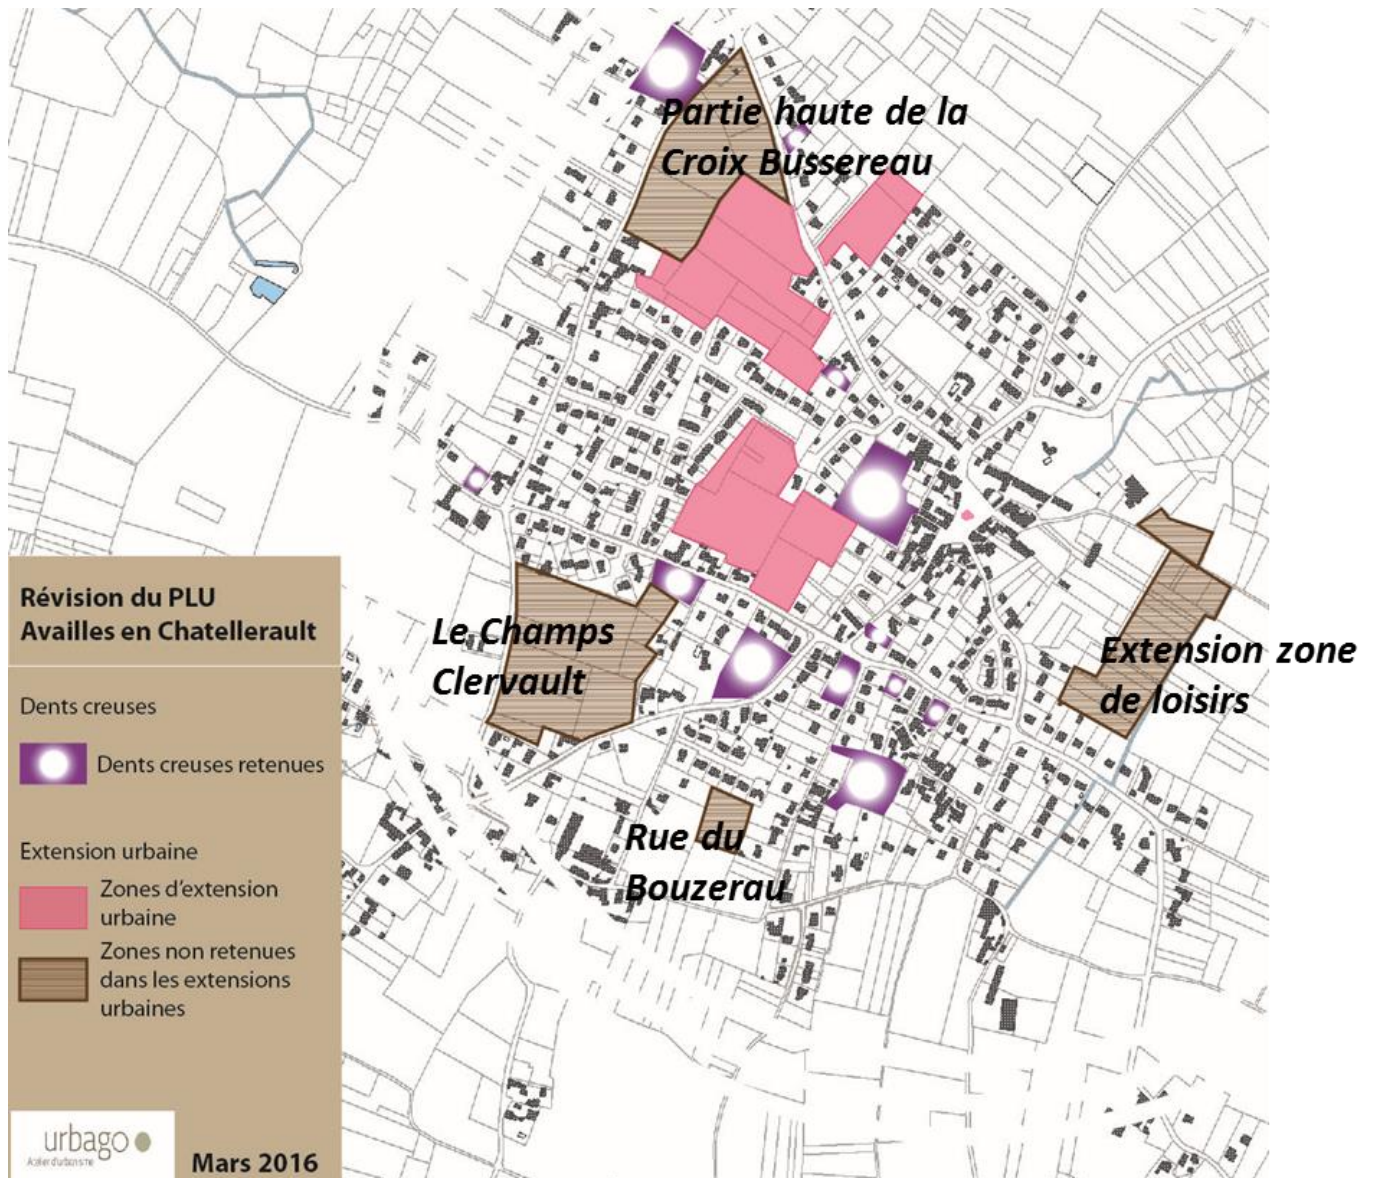 Partie haute de la
Croix Bussereau
Le Champs
Clervault
Extension zone
de loisirs
Rue du
Bouzerau
Révision du PLU
Availles en Chatellerault
Dents creuses
Dents creuses retenues
Extension urbaine
Zones d'extension
urbaine
Zones non retenues
dans les extensions
urbaines
urbago
Atelier d'urbanisme
Mars 2016